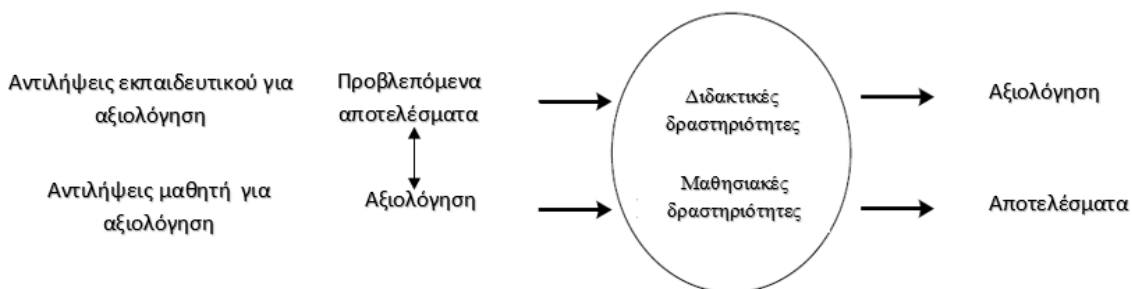 Αντιλήψεις εκπαιδευτικού για
αξιολόγηση
Προβλεπόμενα
αποτελέσματα
Διδακτικές
δραστηριότητες
Αξιολόγηση
Αντιλήψεις μαθητή για
αξιολόγηση
Αξιολόγηση
Μαθησιακές
δραστηριότητες
Αποτελέσματα